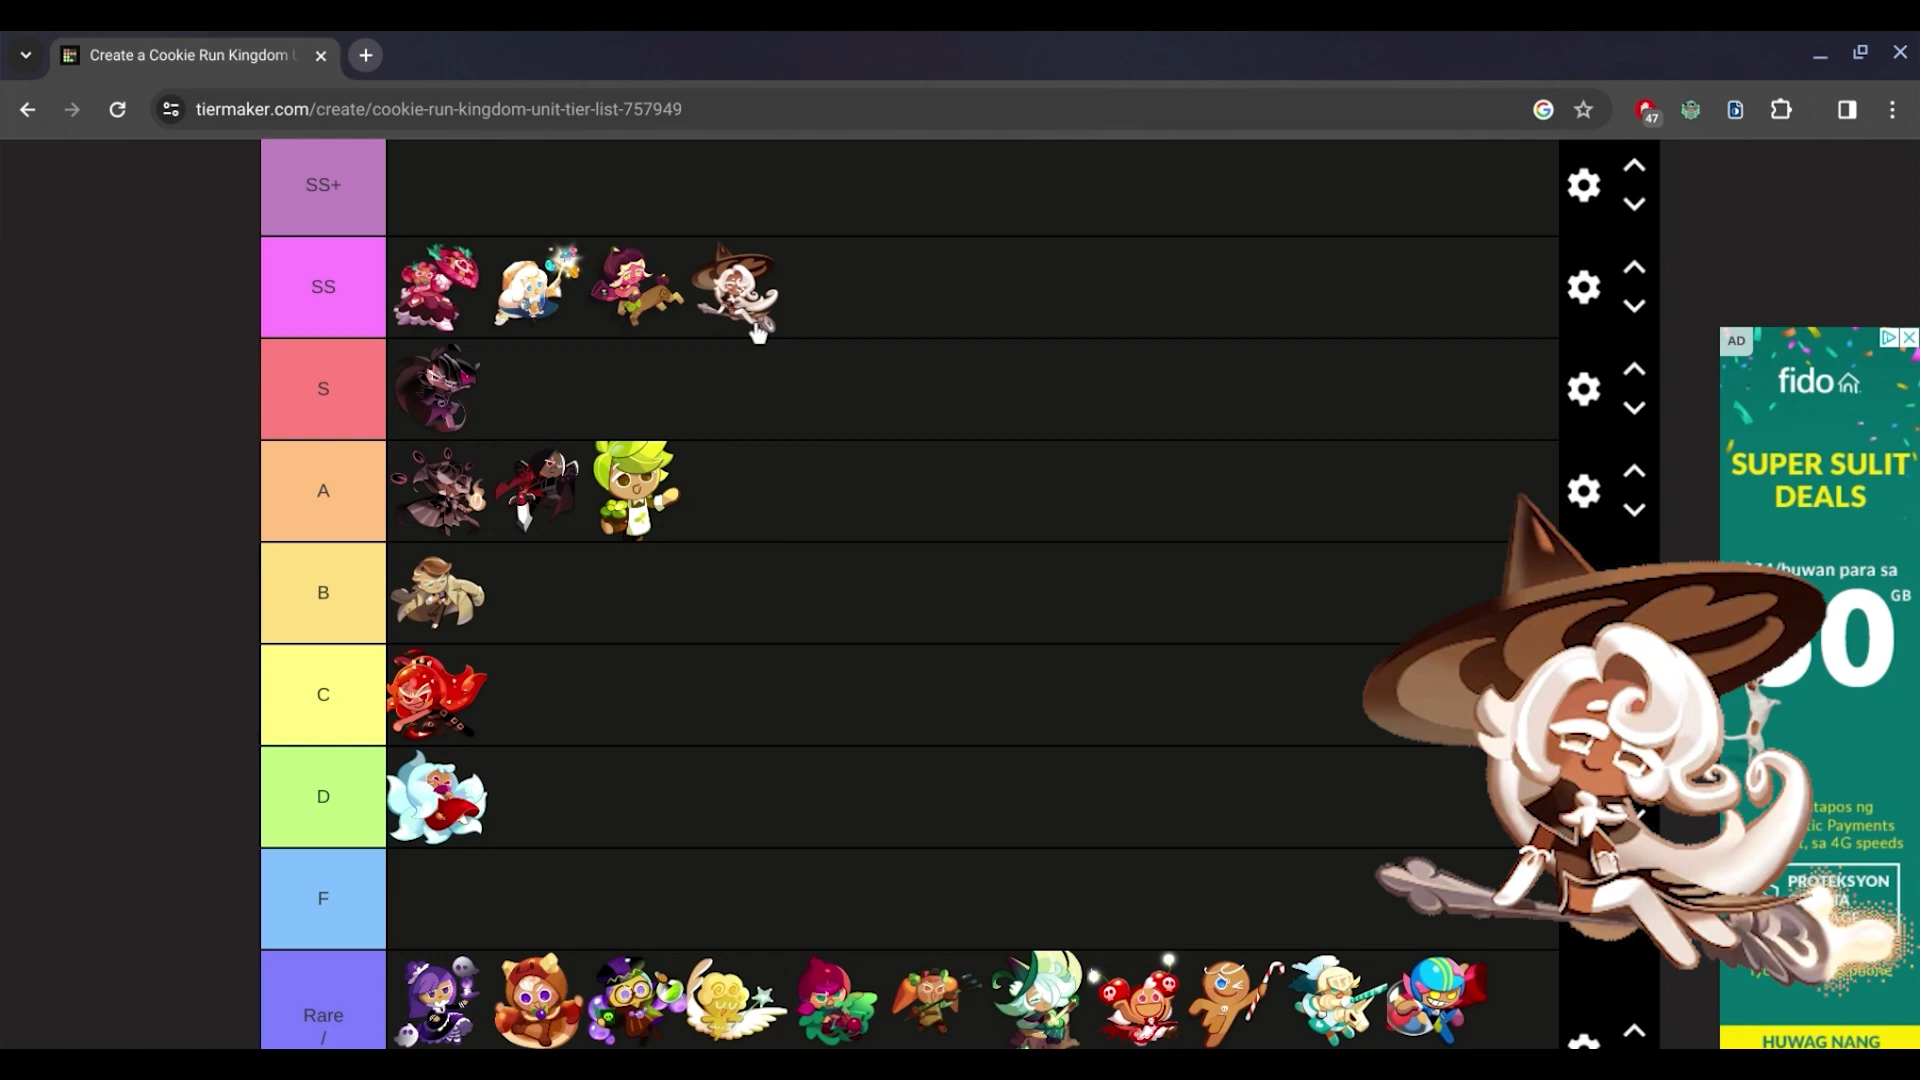 Create a Cookie Run Kingdom
tiermaker.com/create/cookie-run-kingdom-unit-tier-list-757949
47
SS+
SS
S
A
B
C
D
F
Rare
/
AD
fido
SUPER SULIT
DEALS
/buwan para sa
GB
tapos ng
tic Payments
, sa 4G speeds
PROTEKSYON
HUWAG NANG